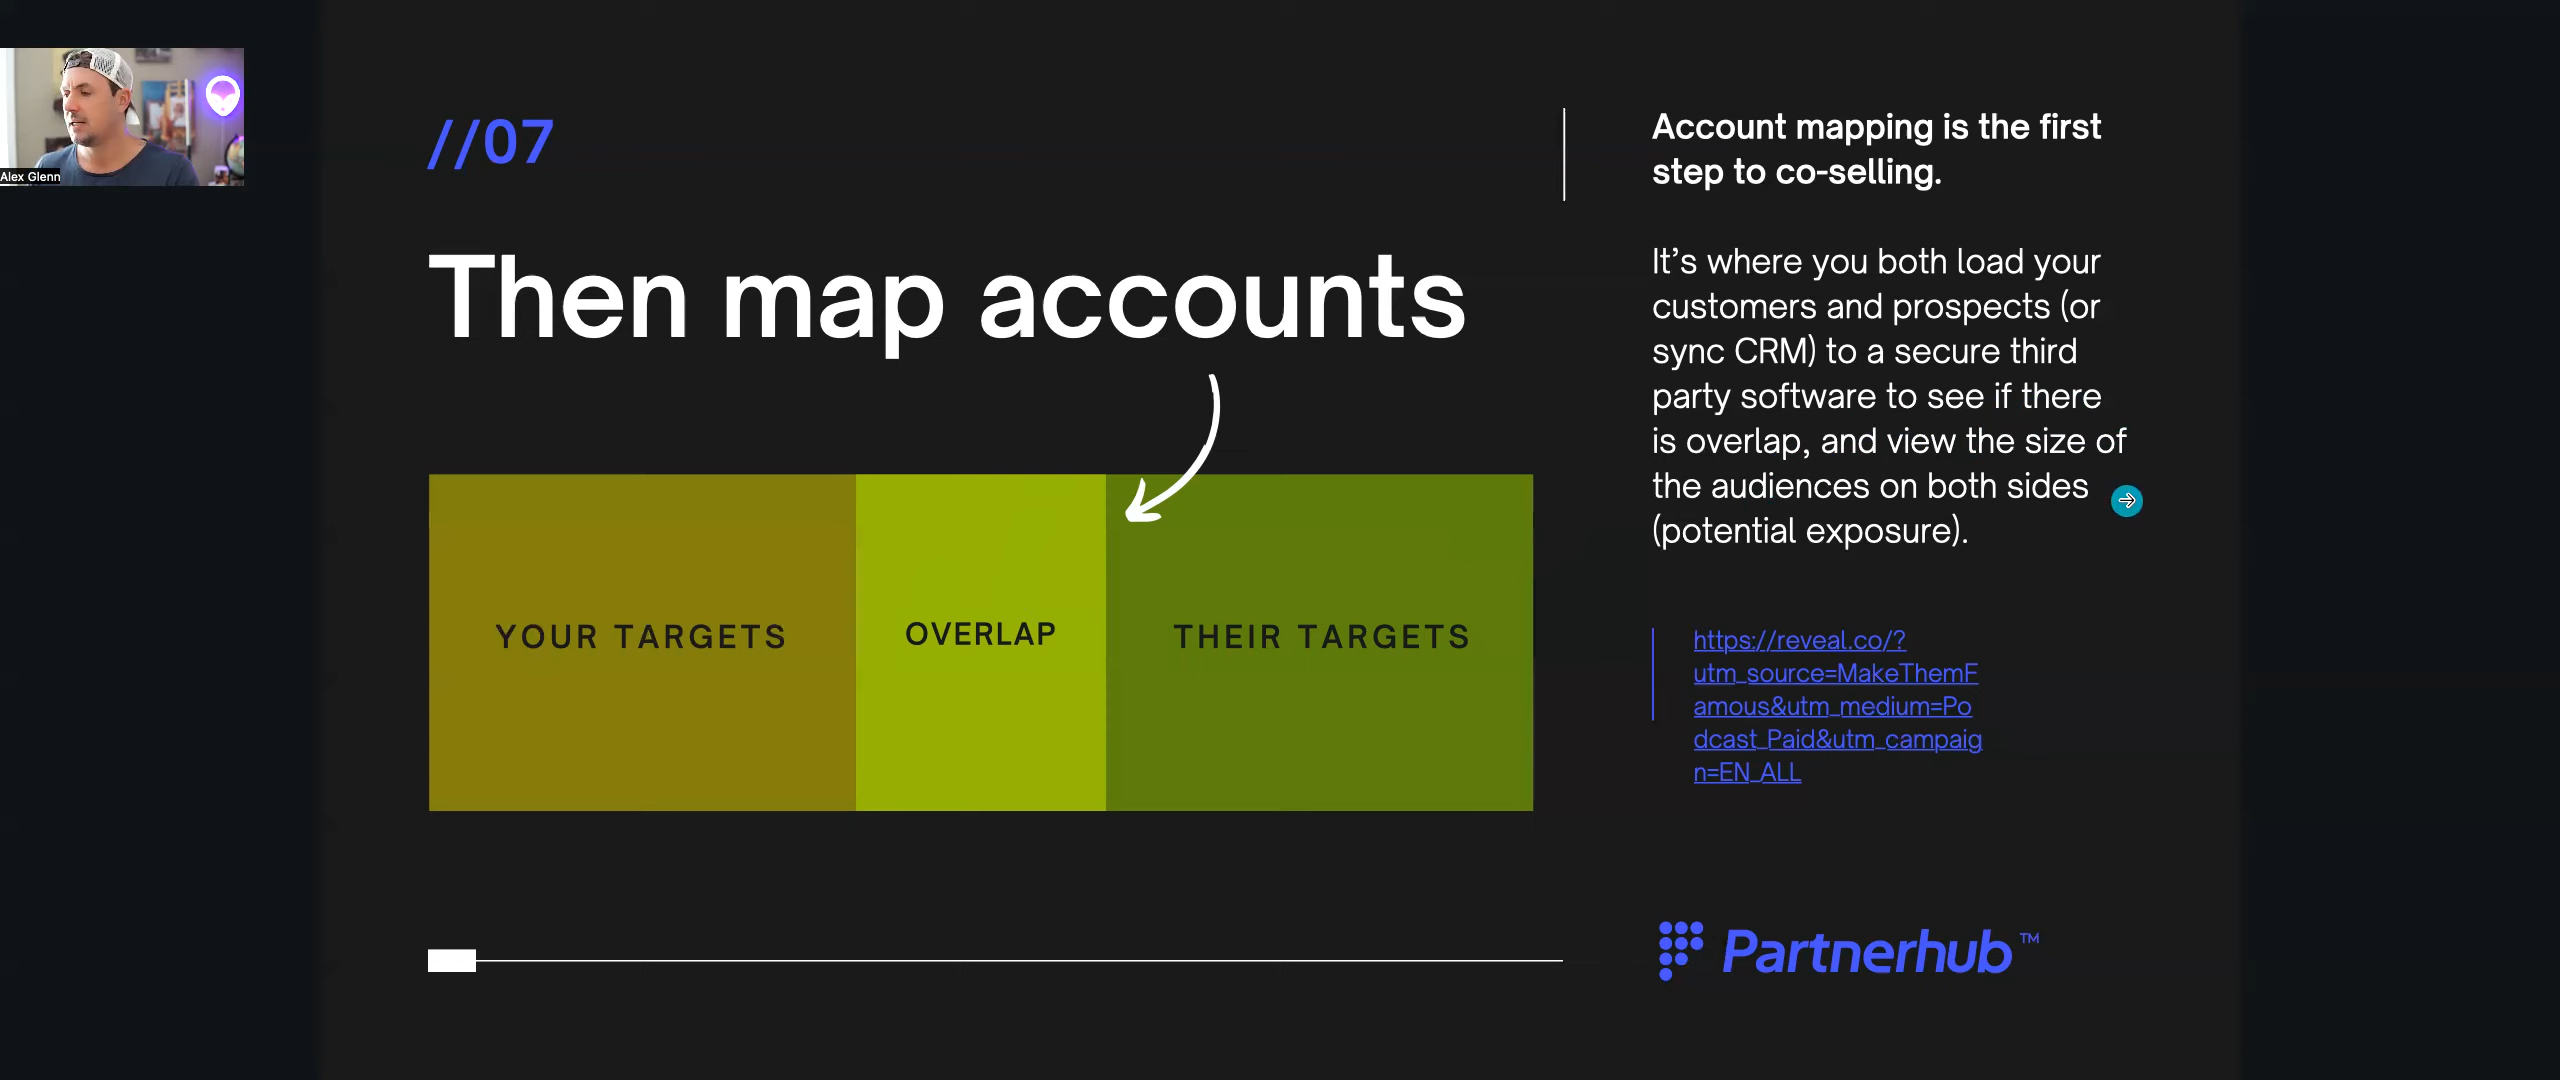 Alex Glenn
//07
Then map accounts
YOUR TARGETS
OVERLAP
THEIR TARGETS
Account mapping is the first
step to co-selling.
It’s where you both load your
customers and prospects (or
sync CRM) to a secure third
party software to see if there
is overlap, and view the size of
the audiences on both sides
(potential exposure).
https://reveal.co/?
utm_source=MakeThemF
amous&utm_medium=Po
dcast_Paid&utm_campaig
n=EN_ALL
Partnerhub™